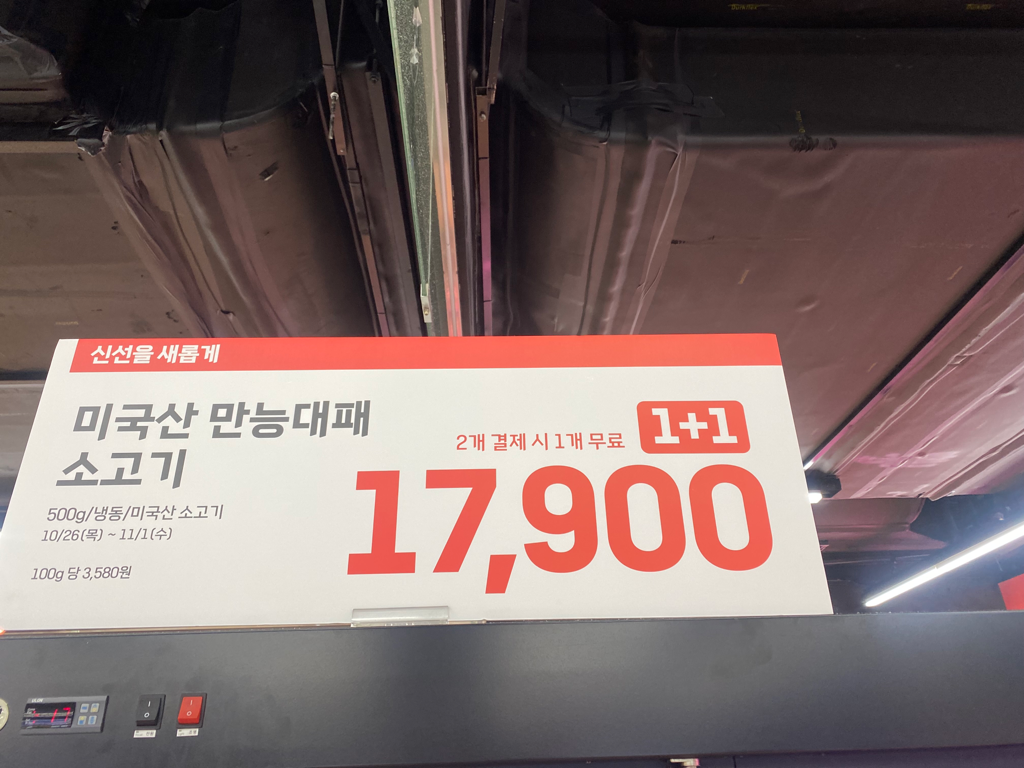 신선을 새롭게
미국산 만능대패
소고기
2개 결제 시 1개 무료
1+1
17,900
500g/냉동/미국산 소고기
10/26(목) ~ 11/1(수)
100g 당 3,580원